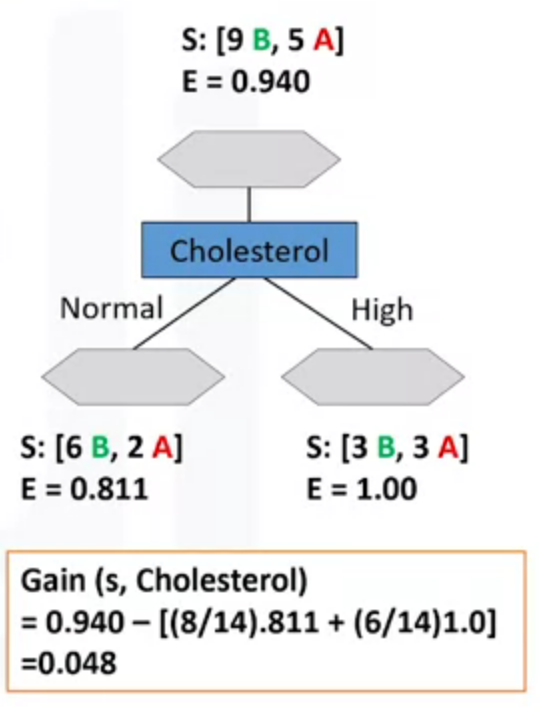 S: [9 B, 5 A]
E = 0.940
Cholesterol
Normal
High
S: [6 B, 2 A]
E = 0.811
S: [3 B, 3 A]
E = 1.00
Gain (s, Cholesterol)
= 0.940 – [(8/14).811 + (6/14)1.0]
=0.048